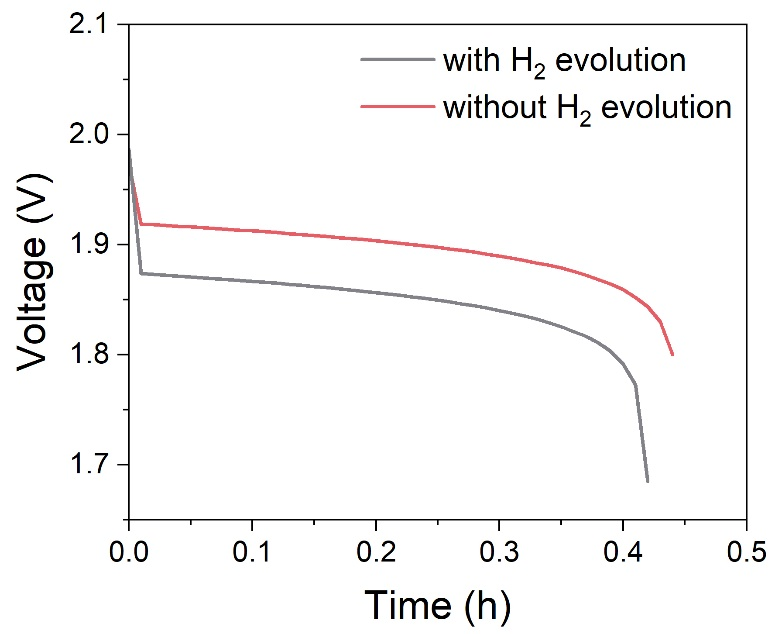 2.1
2.0
1.9
1.8
1.7
Voltage (V)
with H₂ evolution
without H₂ evolution
0.0 0.1 0.2 0.3 0.4 0.5
Time (h)